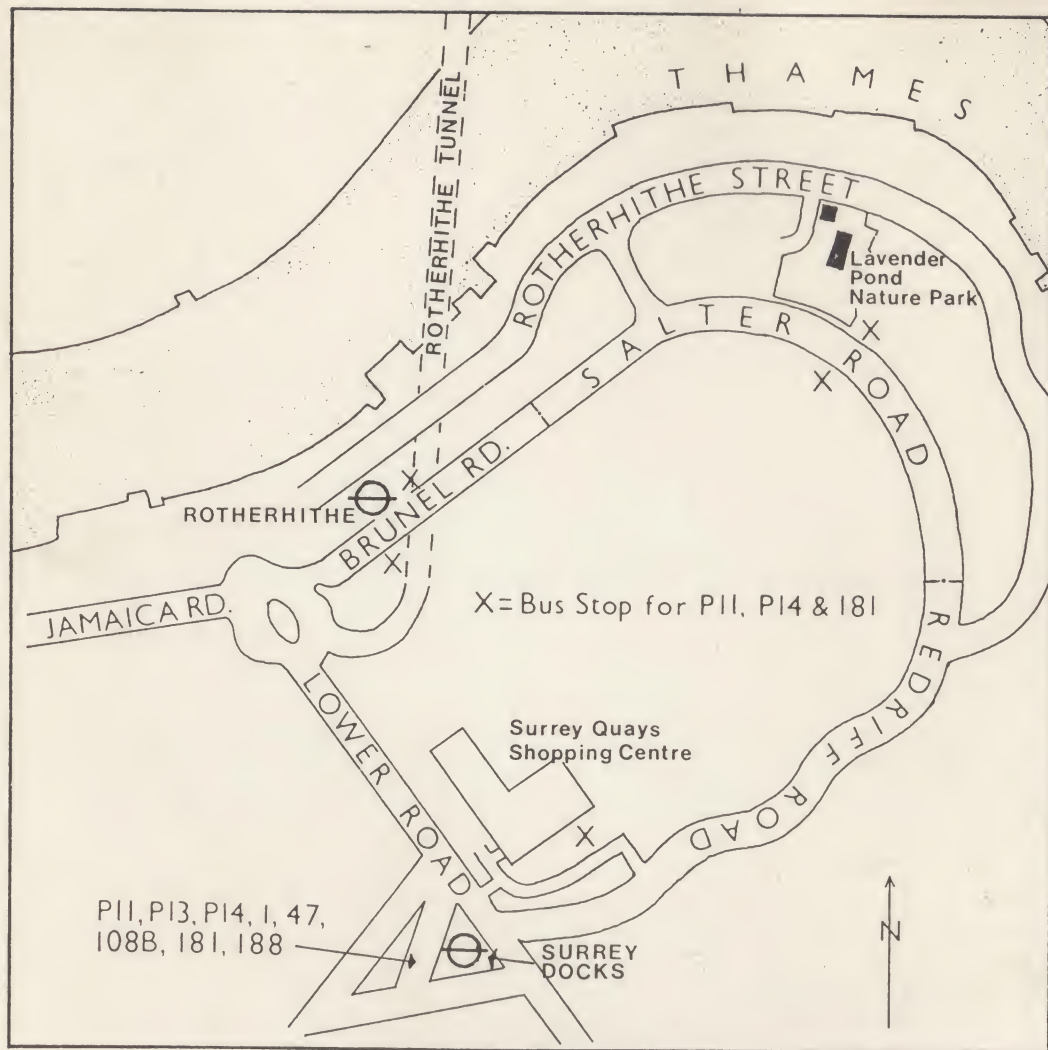 THAMES
ROTHERHITHE TUNNEL
ROTHERHITHE TUNNEL
ROTHERHITHE STREET
Lavender
Pond
Nature Park
SALTER ROAD
BRUNEL RD.
ROTHERHITHE
JAMAICA RD.
X = Bus Stop for P11, P14 & 181
REDRIFF ROAD
LOWER ROAD
Surrey Quays
Shopping Centre
P11, P13, P14, 1, 47,
108B, 181, 188
SURREY
DOCKS
N